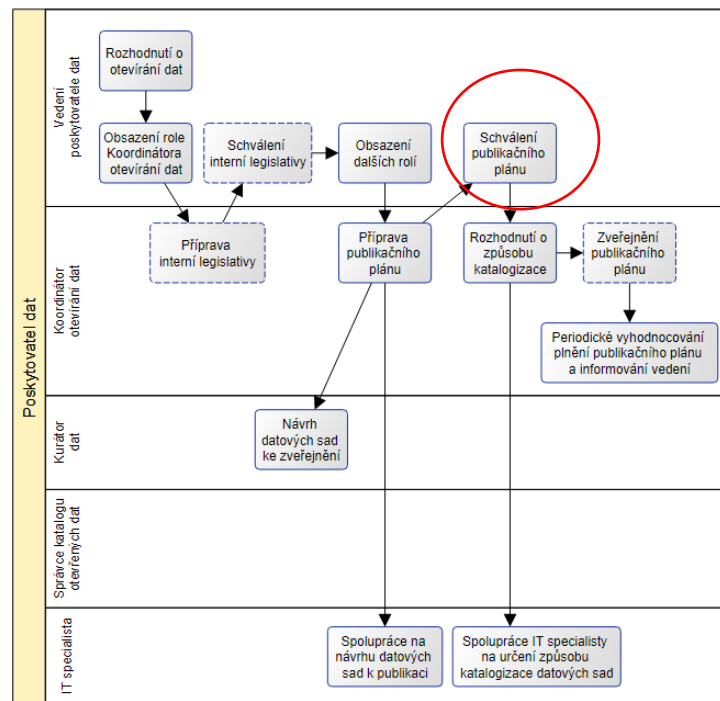 Poskytovatel dat
Vedení
poskytovatele dat
Rozhodnutí o
otevírání dat
Obsazení role
Koordinátora
otevírání dat
Schválení
interní legislativy
Obsazení
dalších rolí
Schválení
publikačního
plánu
Koordinátor
otevírání dat
Příprava
interní legislativy
Příprava
publikačního
plánu
Rozhodnutí o
způsobu
katalogizace
Zveřejnění
publikačního
plánu
Periodické vyhodnocování
plnění publikačního plánu
a informování vedení
Kurátor
dat
Návrh
datových sad
ke zveřejnění
Správce katalogu
otevřených dat
IT specialista
Spolupráce na
návrhu datových
sad k publikaci
Spolupráce IT specialisty
na určení způsobu
katalogizace datových sad